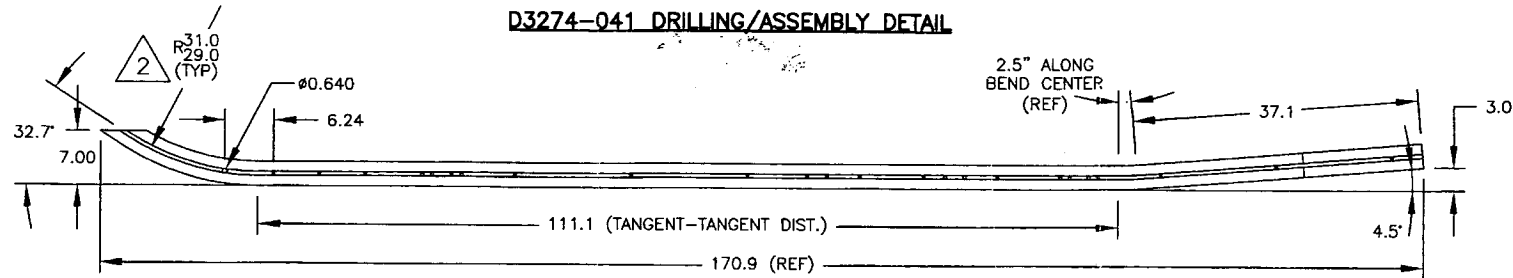 D3274-041 DRILLING/ASSEMBLY DETAIL
2
R31.0
29.0
(TYP)
ø0.640
6.24
2.5" ALONG
BEND CENTER
(REF)
37.1
3.0
32.7°
7.00
111.1 (TANGENT-TANGENT DIST.)
4.5°
170.9 (REF)